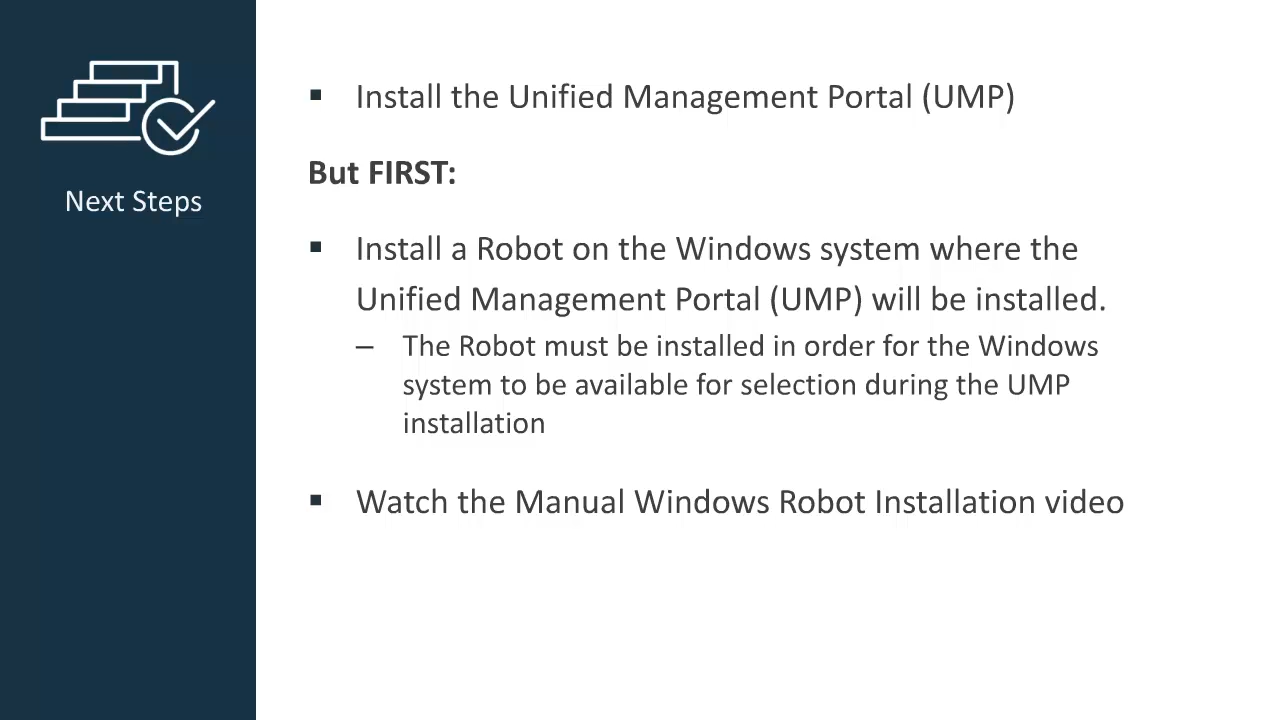 Next Steps
▪ Install the Unified Management Portal (UMP)
But FIRST:
▪ Install a Robot on the Windows system where the
Unified Management Portal (UMP) will be installed.
– The Robot must be installed in order for the Windows
system to be available for selection during the UMP
installation
▪ Watch the Manual Windows Robot Installation video